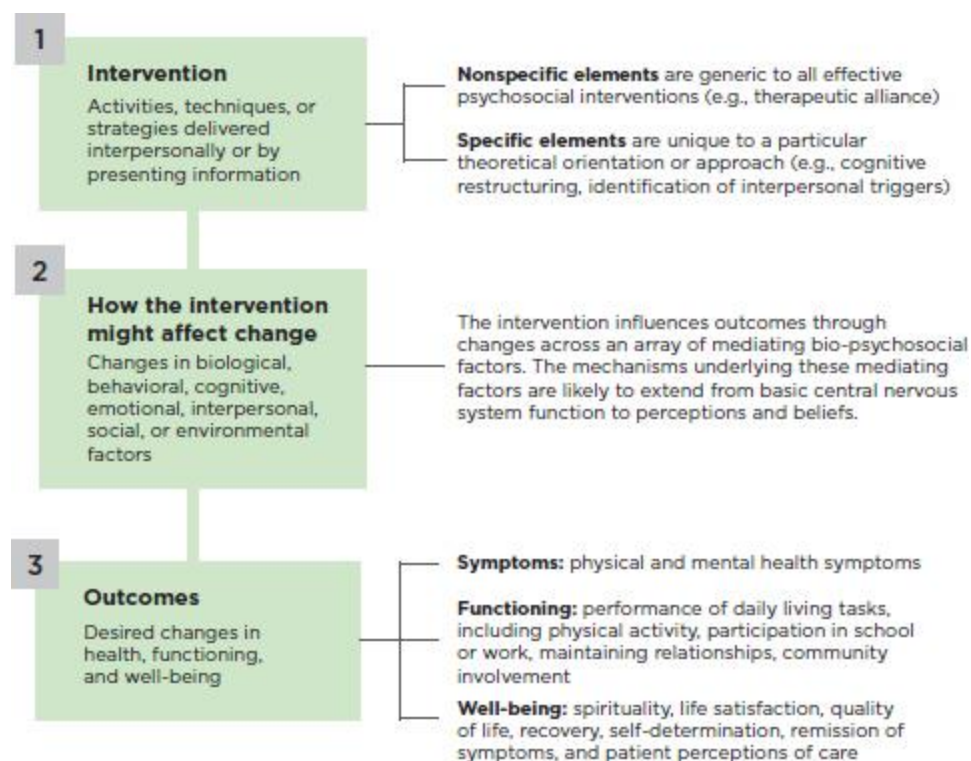 1
Intervention
Activities, techniques, or
strategies delivered
interpersonally or by
presenting information
Nonspecific elements are generic to all effective
psychosocial interventions (e.g., therapeutic alliance)
Specific elements are unique to a particular
theoretical orientation or approach (e.g., cognitive
restructuring, identification of interpersonal triggers)
2
How the intervention
might affect change
Changes in biological,
behavioral, cognitive,
emotional, interpersonal,
social, or environmental
factors
The intervention influences outcomes through
changes across an array of mediating bio-psychosocial
factors. The mechanisms underlying these mediating
factors are likely to extend from basic central nervous
system function to perceptions and beliefs.
3
Outcomes
Desired changes in
health, functioning,
and well-being
Symptoms: physical and mental health symptoms
Functioning: performance of daily living tasks,
including physical activity, participation in school
or work, maintaining relationships, community
involvement
Well-being: spirituality, life satisfaction, quality
of life, recovery, self-determination, remission of
symptoms, and patient perceptions of care